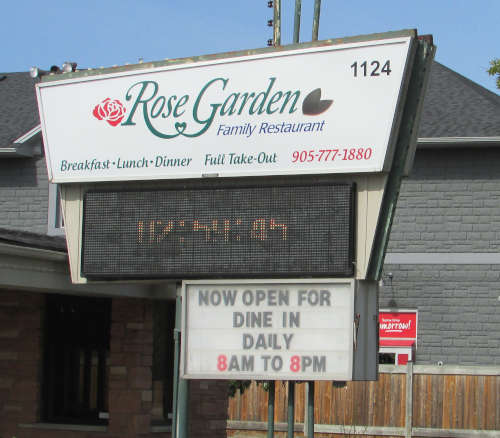 1124
Rose Garden
Family Restaurant
Breakfast • Lunch • Dinner Full Take-Out 905-777-1880
NOW OPEN FOR
DINE IN
DAILY
8AM TO 8PM